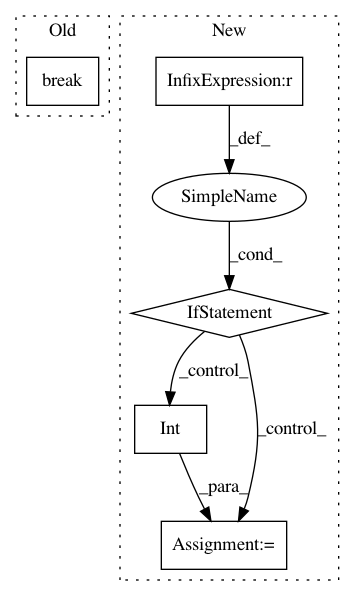 Old
New
break
InfixExpression:r
_def_
SimpleName
_cond_
IfStatement
_control_
_control_
Int
_para_
Assignment:=